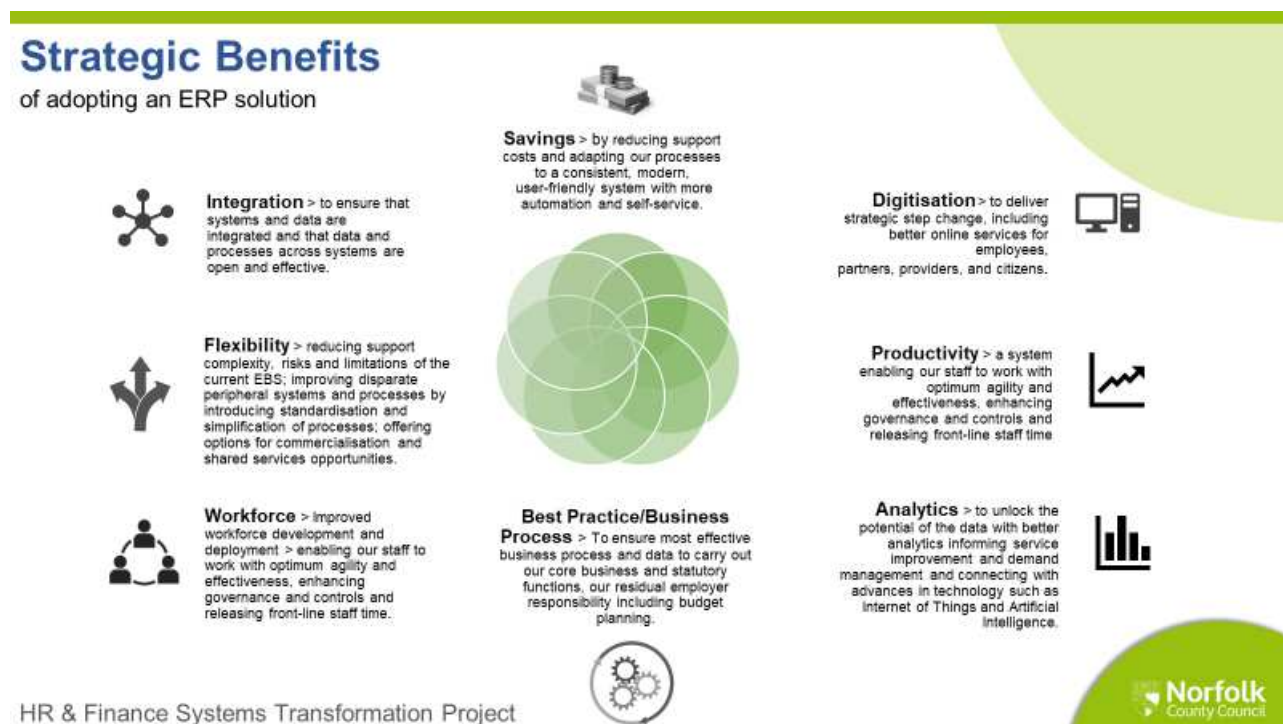 Strategic Benefits
of adopting an ERP solution
Savings > by reducing support
costs and adapting our processes
to a consistent, modern,
user-friendly system with more
automation and self-service.
Integration > to ensure that
systems and data are
integrated and that data and
processes across systems are
open and effective.
Digitisation > to deliver
strategic step change, including
better online services for
employees,
partners, providers, and citizens.
Flexibility > reducing support
complexity, risks and limitations of the
current EBS; improving disparate
peripheral systems and processes by
introducing standardisation and
simplification of processes; offering
options for commercialisation and
shared services opportunities.
Productivity > a system
enabling our staff to work with
optimum agility and
effectiveness, enhancing
governance and controls and
releasing front-line staff time
Workforce > Improved
workforce development and
deployment > enabling our staff to
work with optimum agility and
effectiveness, enhancing
governance and controls and
releasing front-line staff time.
Best Practice/Business
Process > To ensure most effective
business process and data to carry out
our core business and statutory
functions, our residual employer
responsibility including budget
planning.
Analytics > to unlock the
potential of the data with better
analytics informing service
improvement and demand
management and connecting with
advances in technology such as
Internet of Things and Artificial
Intelligence.
HR & Finance Systems Transformation Project
Norfolk
County Council